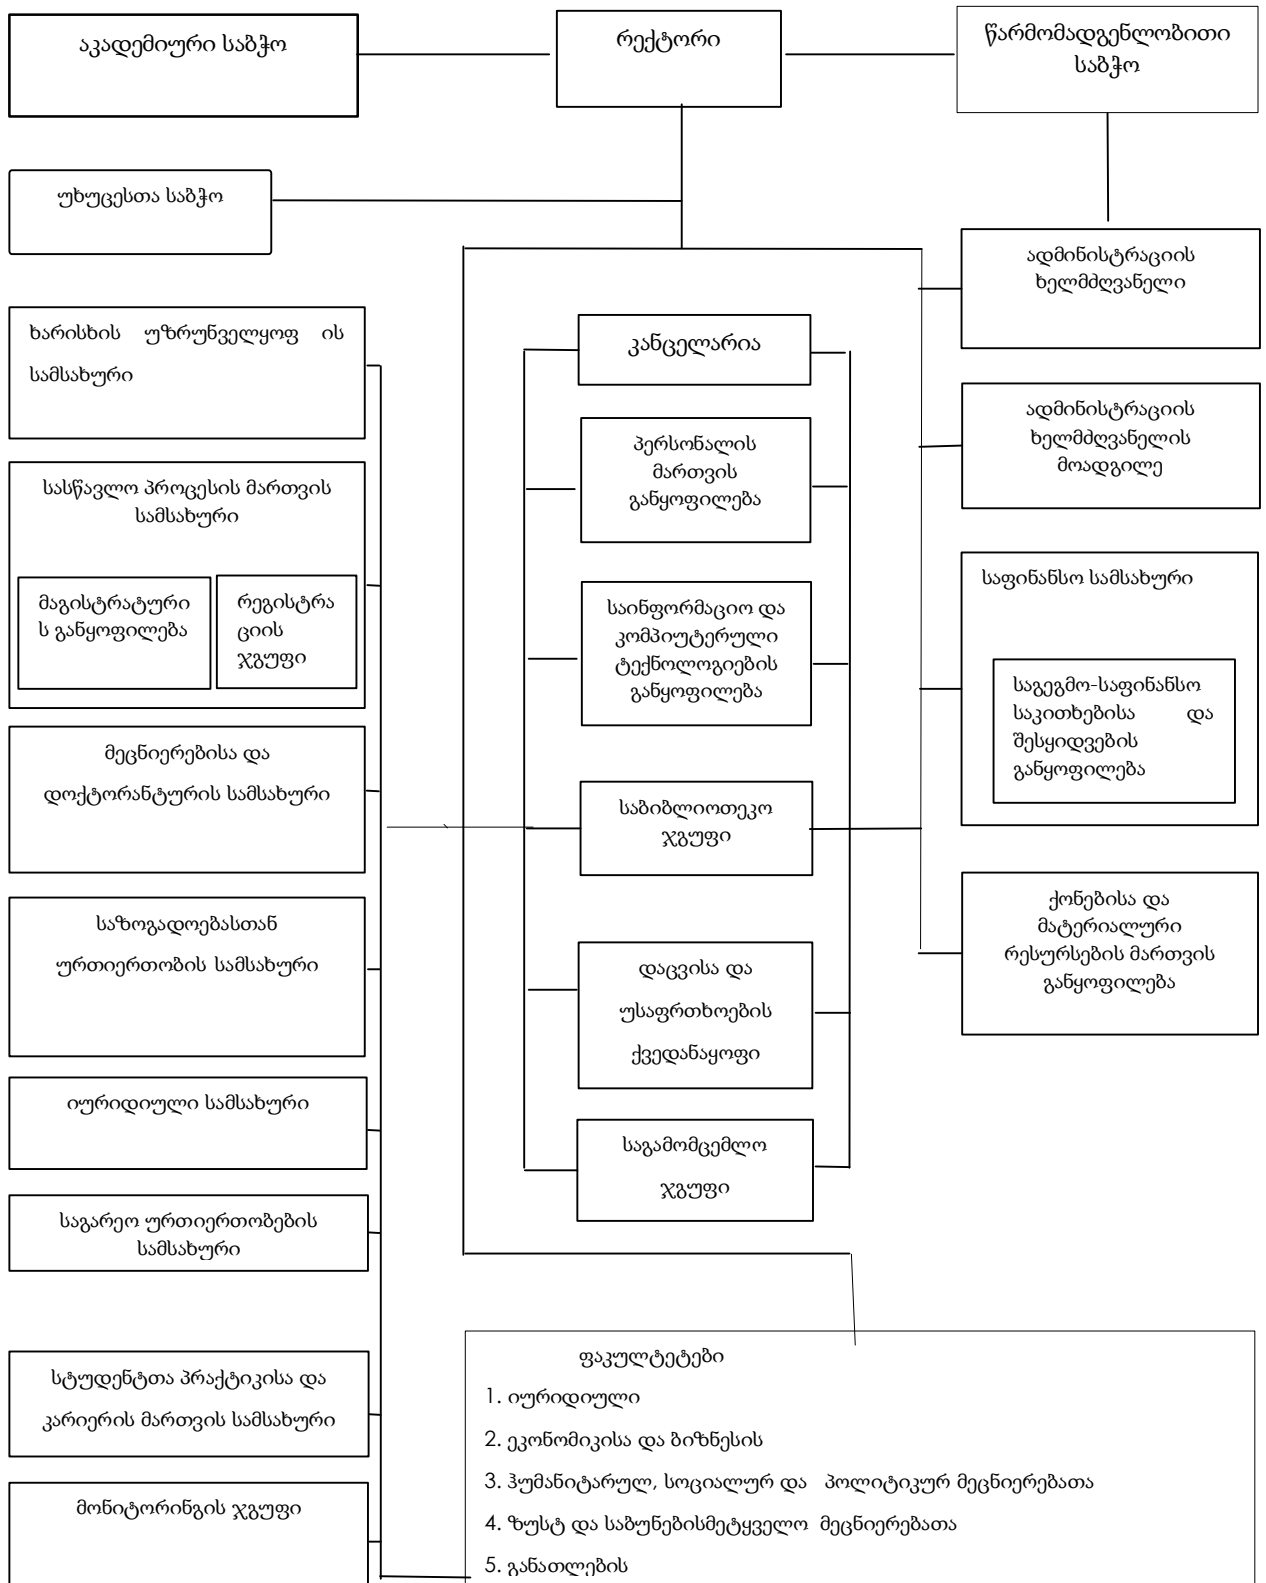 აკადემიური საბჭო
რექტორი
წარმომადგენლობითი
საბჭო
უხუცესთა საბჭო
ადმინისტრაციის
ხელმძღვანელი
ხარისხის უზრუნველყოფ ის
სამსახური
კანცელარია
ადმინისტრაციის
ხელმძღვანელის
მოადგილე
პერსონალის
მართვის
განყოფილება
სასწავლო პროცესის მართვის
სამსახური
მაგისტრატური
ს განყოფილება
რეგისტრა
ციის
ჯგუფი
საინფორმაციო და
კომპიუტერული
ტექნოლოგიების
განყოფილება
საფინანსო სამსახური
საგეგმო-საფინანსო
საკითხებისა და
შესყიდვების
განყოფილება
მეცნიერებისა და
დოქტორანტურის სამსახური
საბიბლიოთეკო
ჯგუფი
ქონებისა და
მატერიალური
რესურსების მართვის
განყოფილება
საზოგადოებასთან
ურთიერთობის სამსახური
დაცვისა და
უსაფრთხოების
ქვედანაყოფი
იურიდიული სამსახური
საგამომცემლო
ჯგუფი
საგარეო ურთიერთობების
სამსახური
სტუდენტთა პრაქტიკისა და
კარიერის მართვის სამსახური
მონიტორინგის ჯგუფი
ფაკულტეტები
1. იურიდიული
2. ეკონომიკისა და ბიზნესის
3. ჰუმანიტარულ, სოციალურ და პოლიტიკურ მეცნიერებათა
4. ზუსტ და საბუნებისმეტყველო მეცნიერებათა
5. განათლების